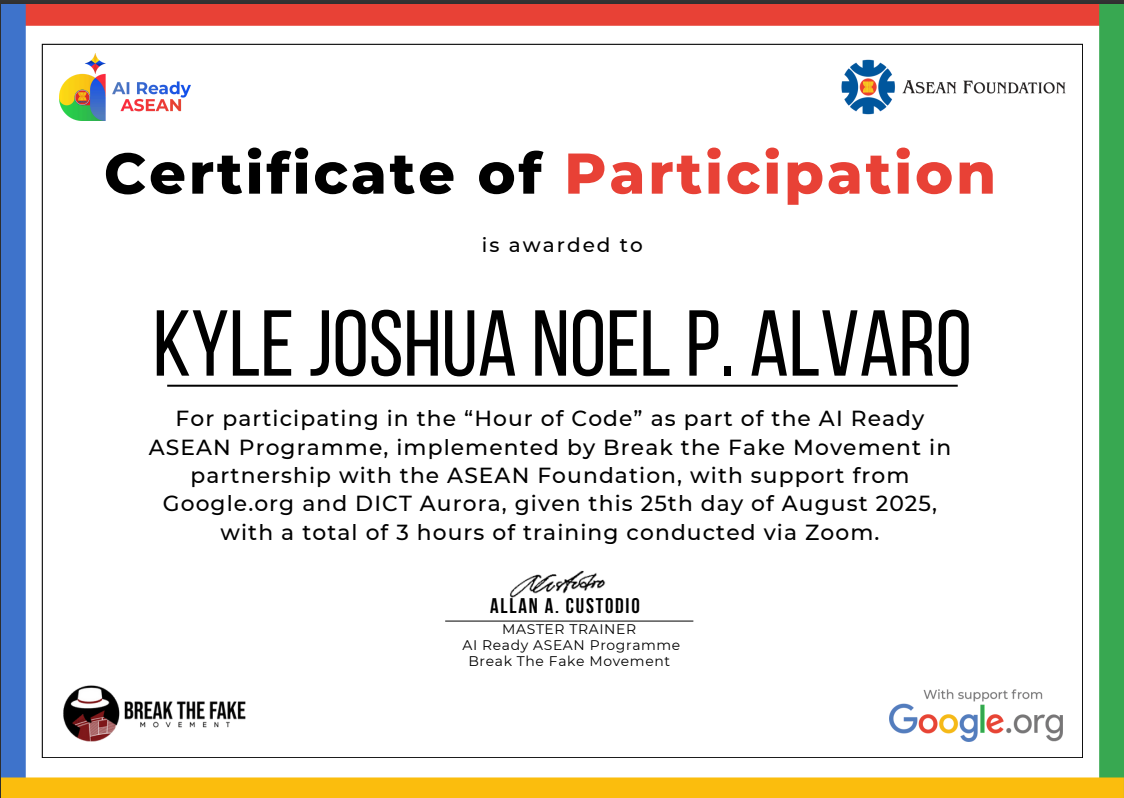 AI Ready
ASEAN
ASEAN FOUNDATION
Certificate of Participation
is awarded to
KYLE JOSHUA NOEL P. ALVARO
For participating in the “Hour of Code” as part of the AI Ready
ASEAN Programme, implemented by Break the Fake Movement in
partnership with the ASEAN Foundation, with support from
Google.org and DICT Aurora, given this 25th day of August 2025,
with a total of 3 hours of training conducted via Zoom.
ACustodio
ALLAN A. CUSTODIO
MASTER TRAINER
AI Ready ASEAN Programme
Break The Fake Movement
BREAK THE FAKE
MOVEMENT
With support from
Google.org